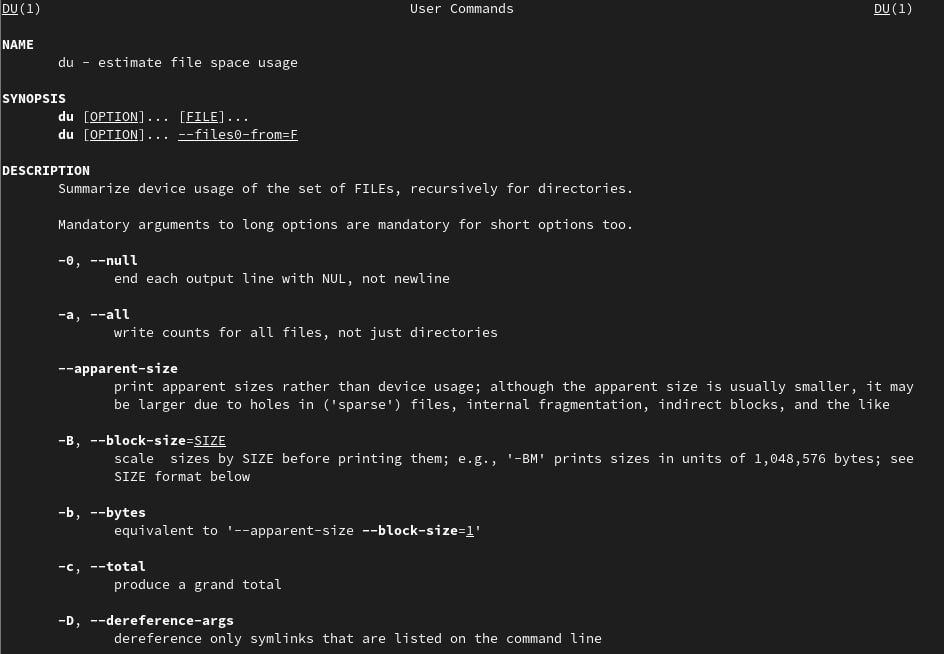 DU(1) User Commands DU(1)
NAME
du - estimate file space usage
SYNOPSIS
du [OPTION]... [FILE]...
du [OPTION]... --files0-from=F
DESCRIPTION
Summarize device usage of the set of FILEs, recursively for directories.
Mandatory arguments to long options are mandatory for short options too.
-0, --null
end each output line with NUL, not newline
-a, --all
write counts for all files, not just directories
--apparent-size
print apparent sizes rather than device usage; although the apparent size is usually smaller, it may
be larger due to holes in ('sparse') files, internal fragmentation, indirect blocks, and the like
-B, --block-size=SIZE
scale  sizes by SIZE before printing them; e.g., '-BM' prints sizes in units of 1,048,576 bytes; see
SIZE format below
-b, --bytes
equivalent to '--apparent-size --block-size=1'
-c, --total
produce a grand total
-D, --dereference-args
dereference only symlinks that are listed on the command line